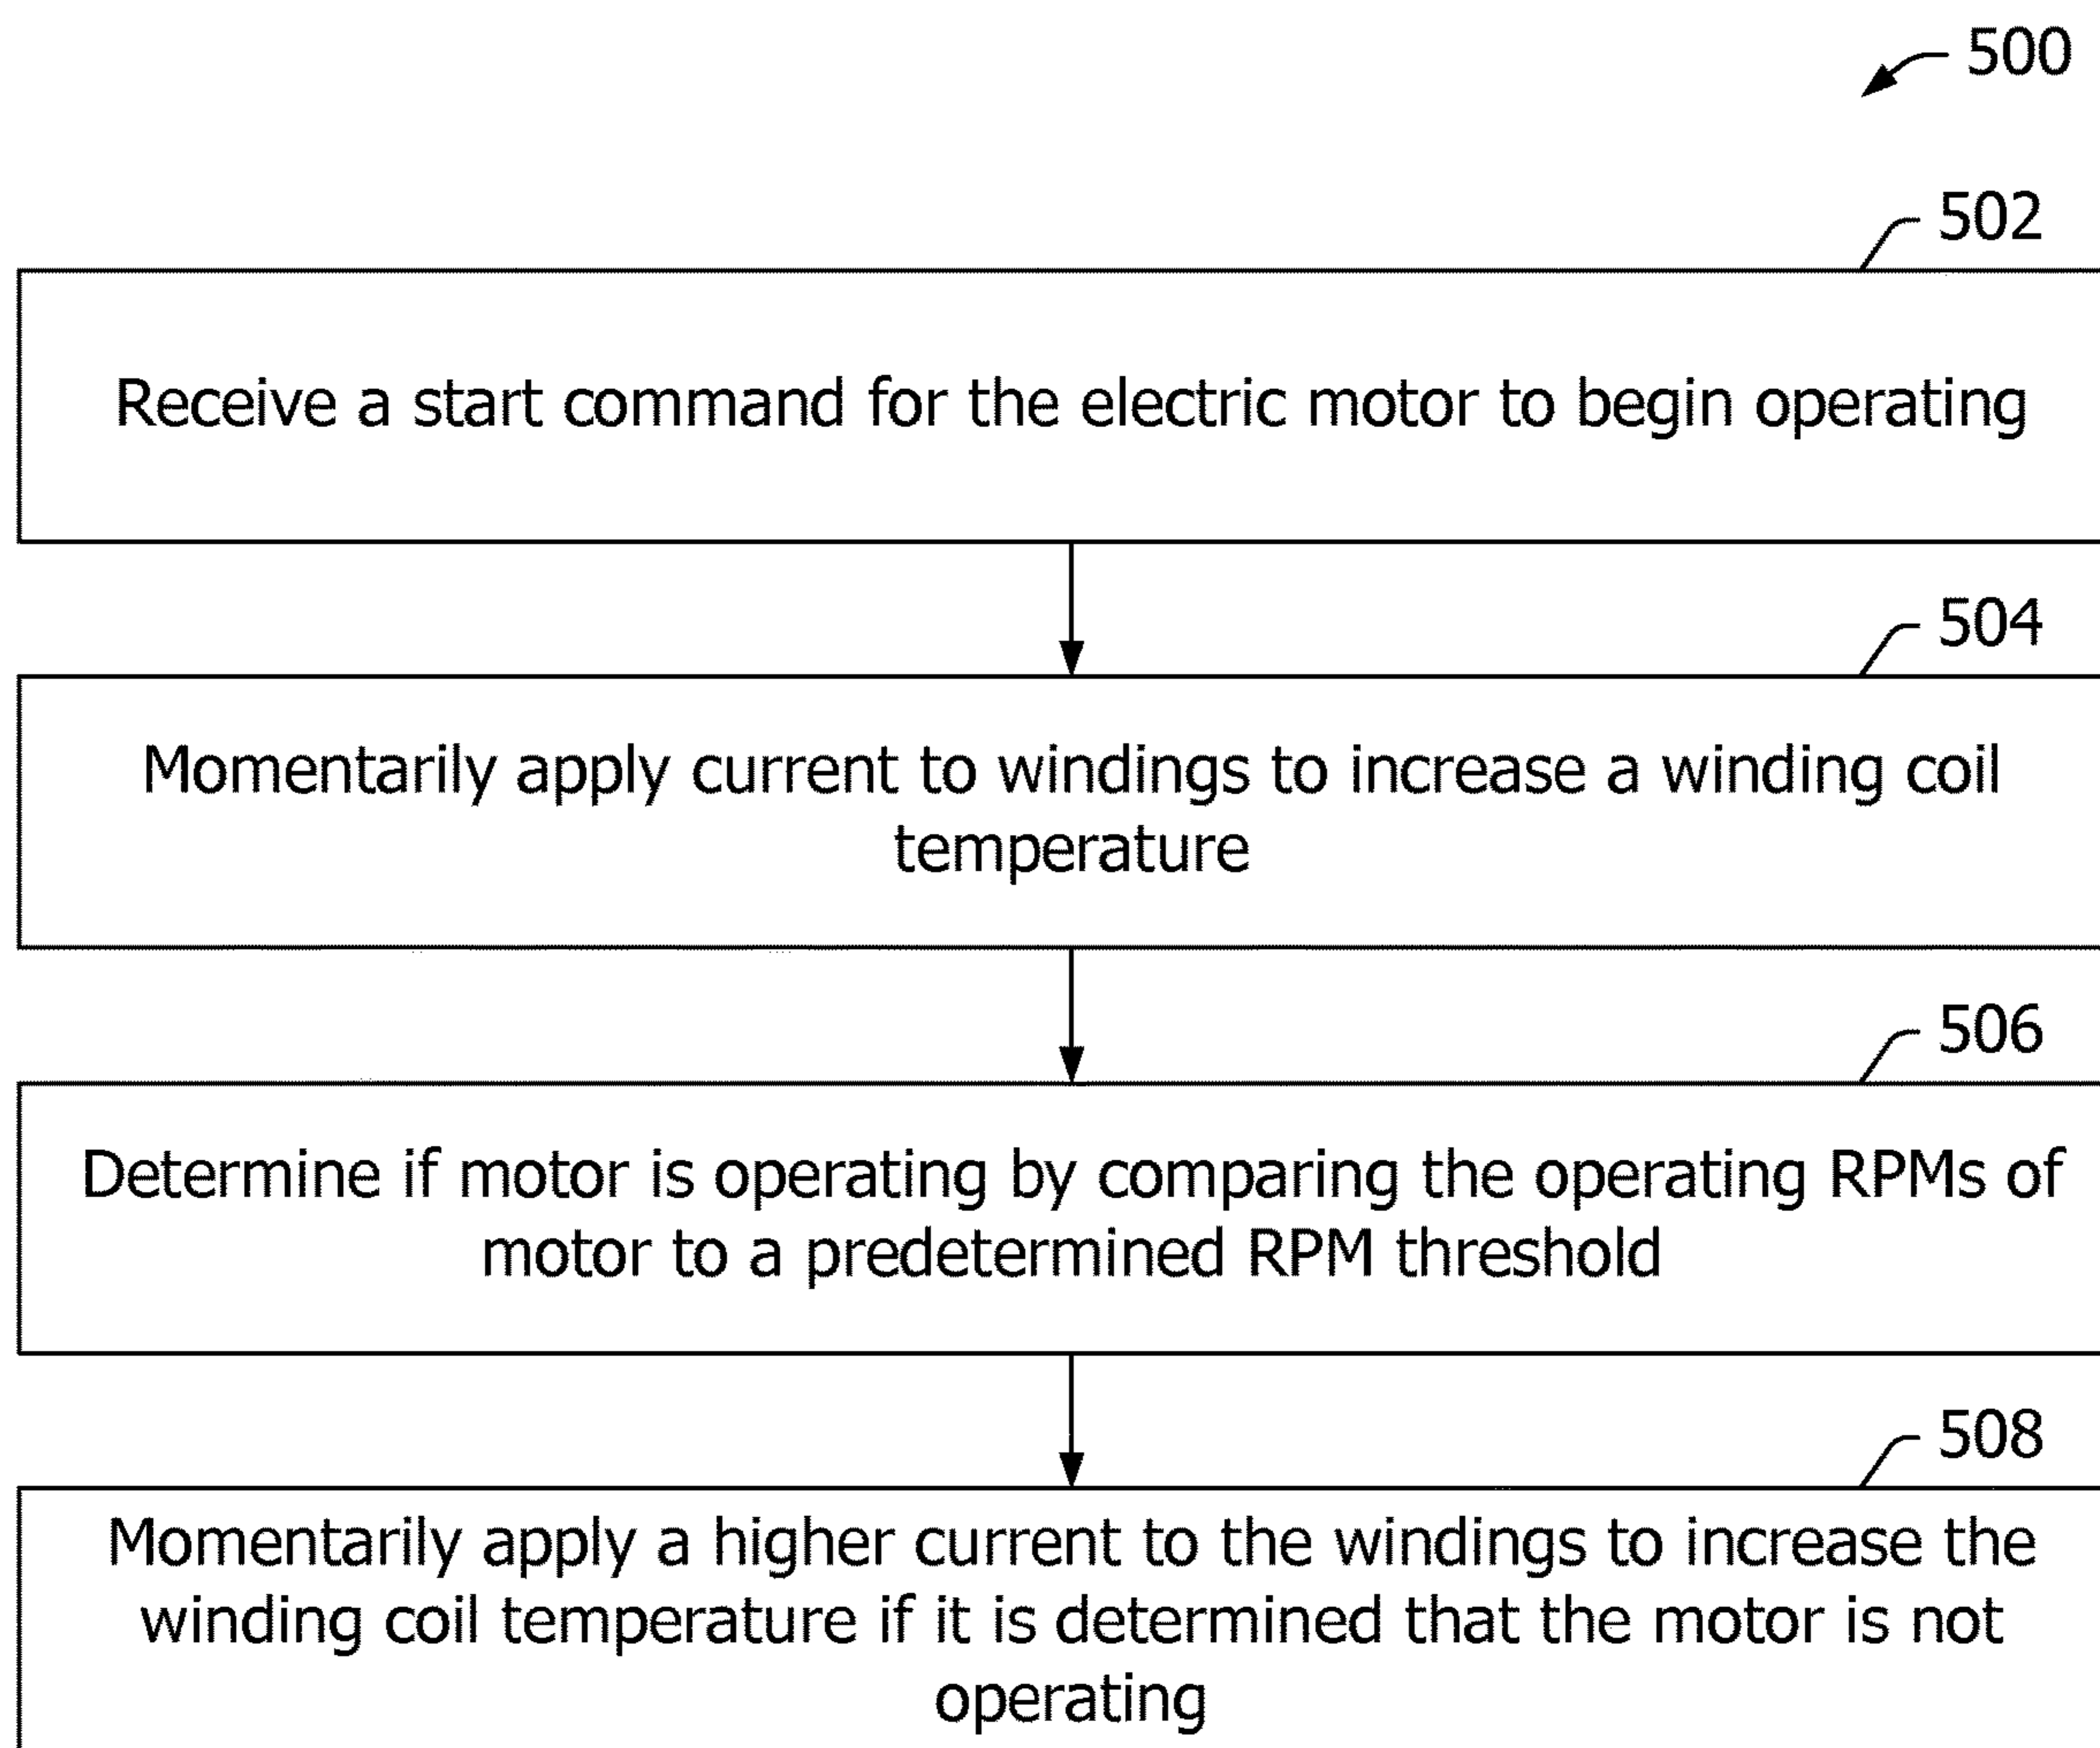 500
502
Receive a start command for the electric motor to begin operating
504
Momentarily apply current to windings to increase a winding coil
temperature
506
Determine if motor is operating by comparing the operating RPMs of
motor to a predetermined RPM threshold
508
Momentarily apply a higher current to the windings to increase the
winding coil temperature if it is determined that the motor is not
operating